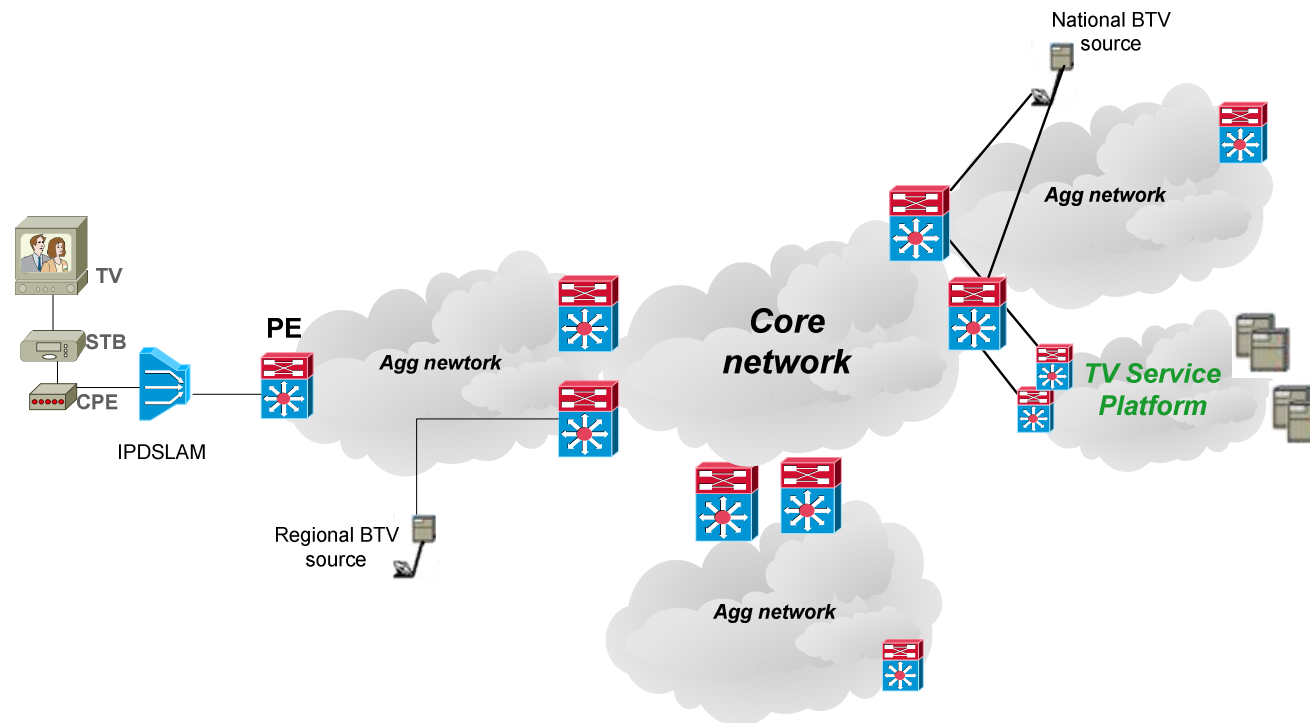 National BTV
source
Agg network
TV
STB
CPE
IPDSLAM
PE
Agg newtork
Core
network
TV Service
Platform
Regional BTV
source
Agg network